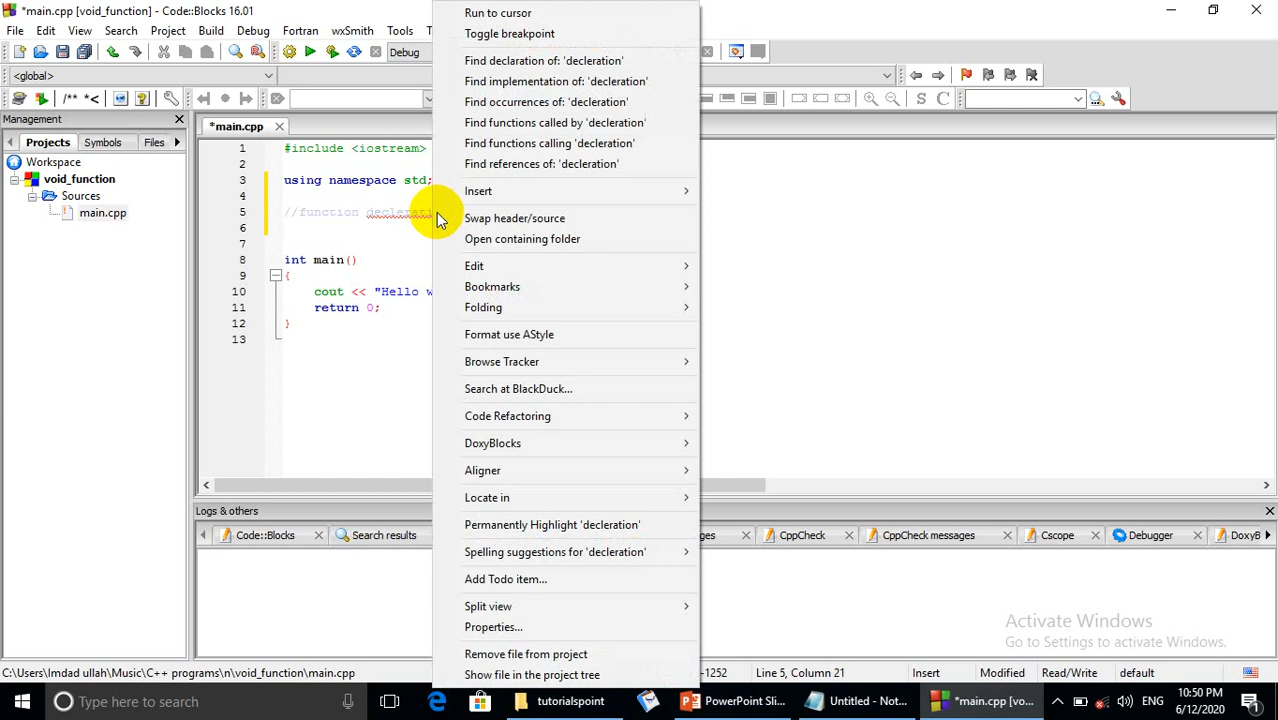 *main.cpp [void_function] - Code::Blocks 16.01
File Edit View Search Project Build Debug Fortran wxSmith Tools
Debug
<global>
/** *<
S C
Management
Projects Symbols Files
Workspace
void_function
Sources
main.cpp
*main.cpp
1 #include <iostream>
2
3 using namespace std;
4
5 //function declerati
6
7
8 int main()
9 {
10 cout << "Hello w
11 return 0;
12 }
13
Run to cursor
Toggle breakpoint
Find declaration of: 'decleration'
Find implementation of: 'decleration'
Find occurrences of: 'decleration'
Find functions called by 'decleration'
Find functions calling 'decleration'
Find references of: 'decleration'
Insert
Swap header/source
Open containing folder
Edit
Bookmarks
Folding
Format use AStyle
Browse Tracker
Search at BlackDuck...
Code Refactoring
DoxyBlocks
Aligner
Locate in
Permanently Highlight 'decleration'
Spelling suggestions for 'decleration'
Add Todo item...
Split view
Properties...
Remove file from project
Show file in the project tree
Logs & others
Code::Blocks Search results ges CppCheck CppCheck messages Cscope Debugger DoxyB
Activate Windows
Go to Settings to activate Windows.
C:\Users\Imdad ullah\Music\C++ programs\n\void_function\main.cpp
-1252 Line 5, Column 21 Insert Modified Read/Write default
Type here to search
tutorialspoint
PowerPoint Sli...
Untitled - Not...
*main.cpp [vo...
ENG
10:50 PM
6/12/2020
1